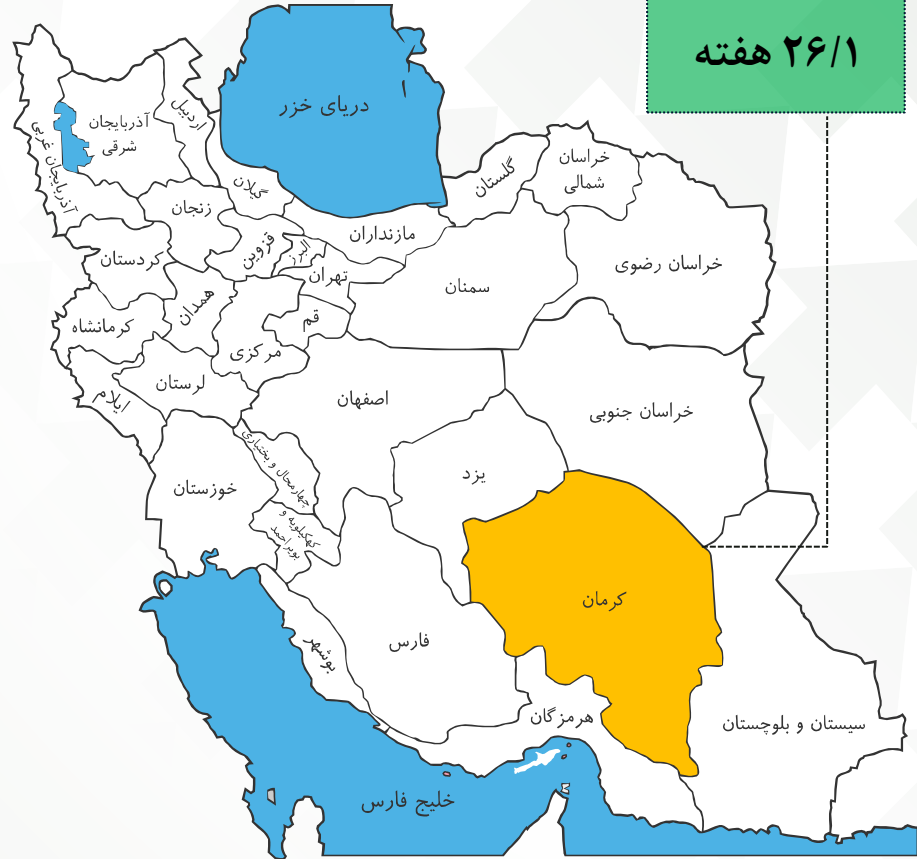 ۲۶/۱ هفته
دریای خزر
اردبیل
آذربایجان
شرقی
آذربایجان غربی
گیلان
زنجان
کردستان
قزوین
البرز
تهران
مازنداران
گلستان
خراسان
شمالی
خراسان رضوی
سمنان
قم
همدان
کرمانشاه
مرکزی
لرستان
ایلام
اصفهان
خراسان جنوبی
یزد
چهارمحال و بختیاری
خوزستان
کهگیلویه و
بویراحمد
کرمان
فارس
بوشهر
هرمزگان
سیستان و بلوچستان
خلیج فارس